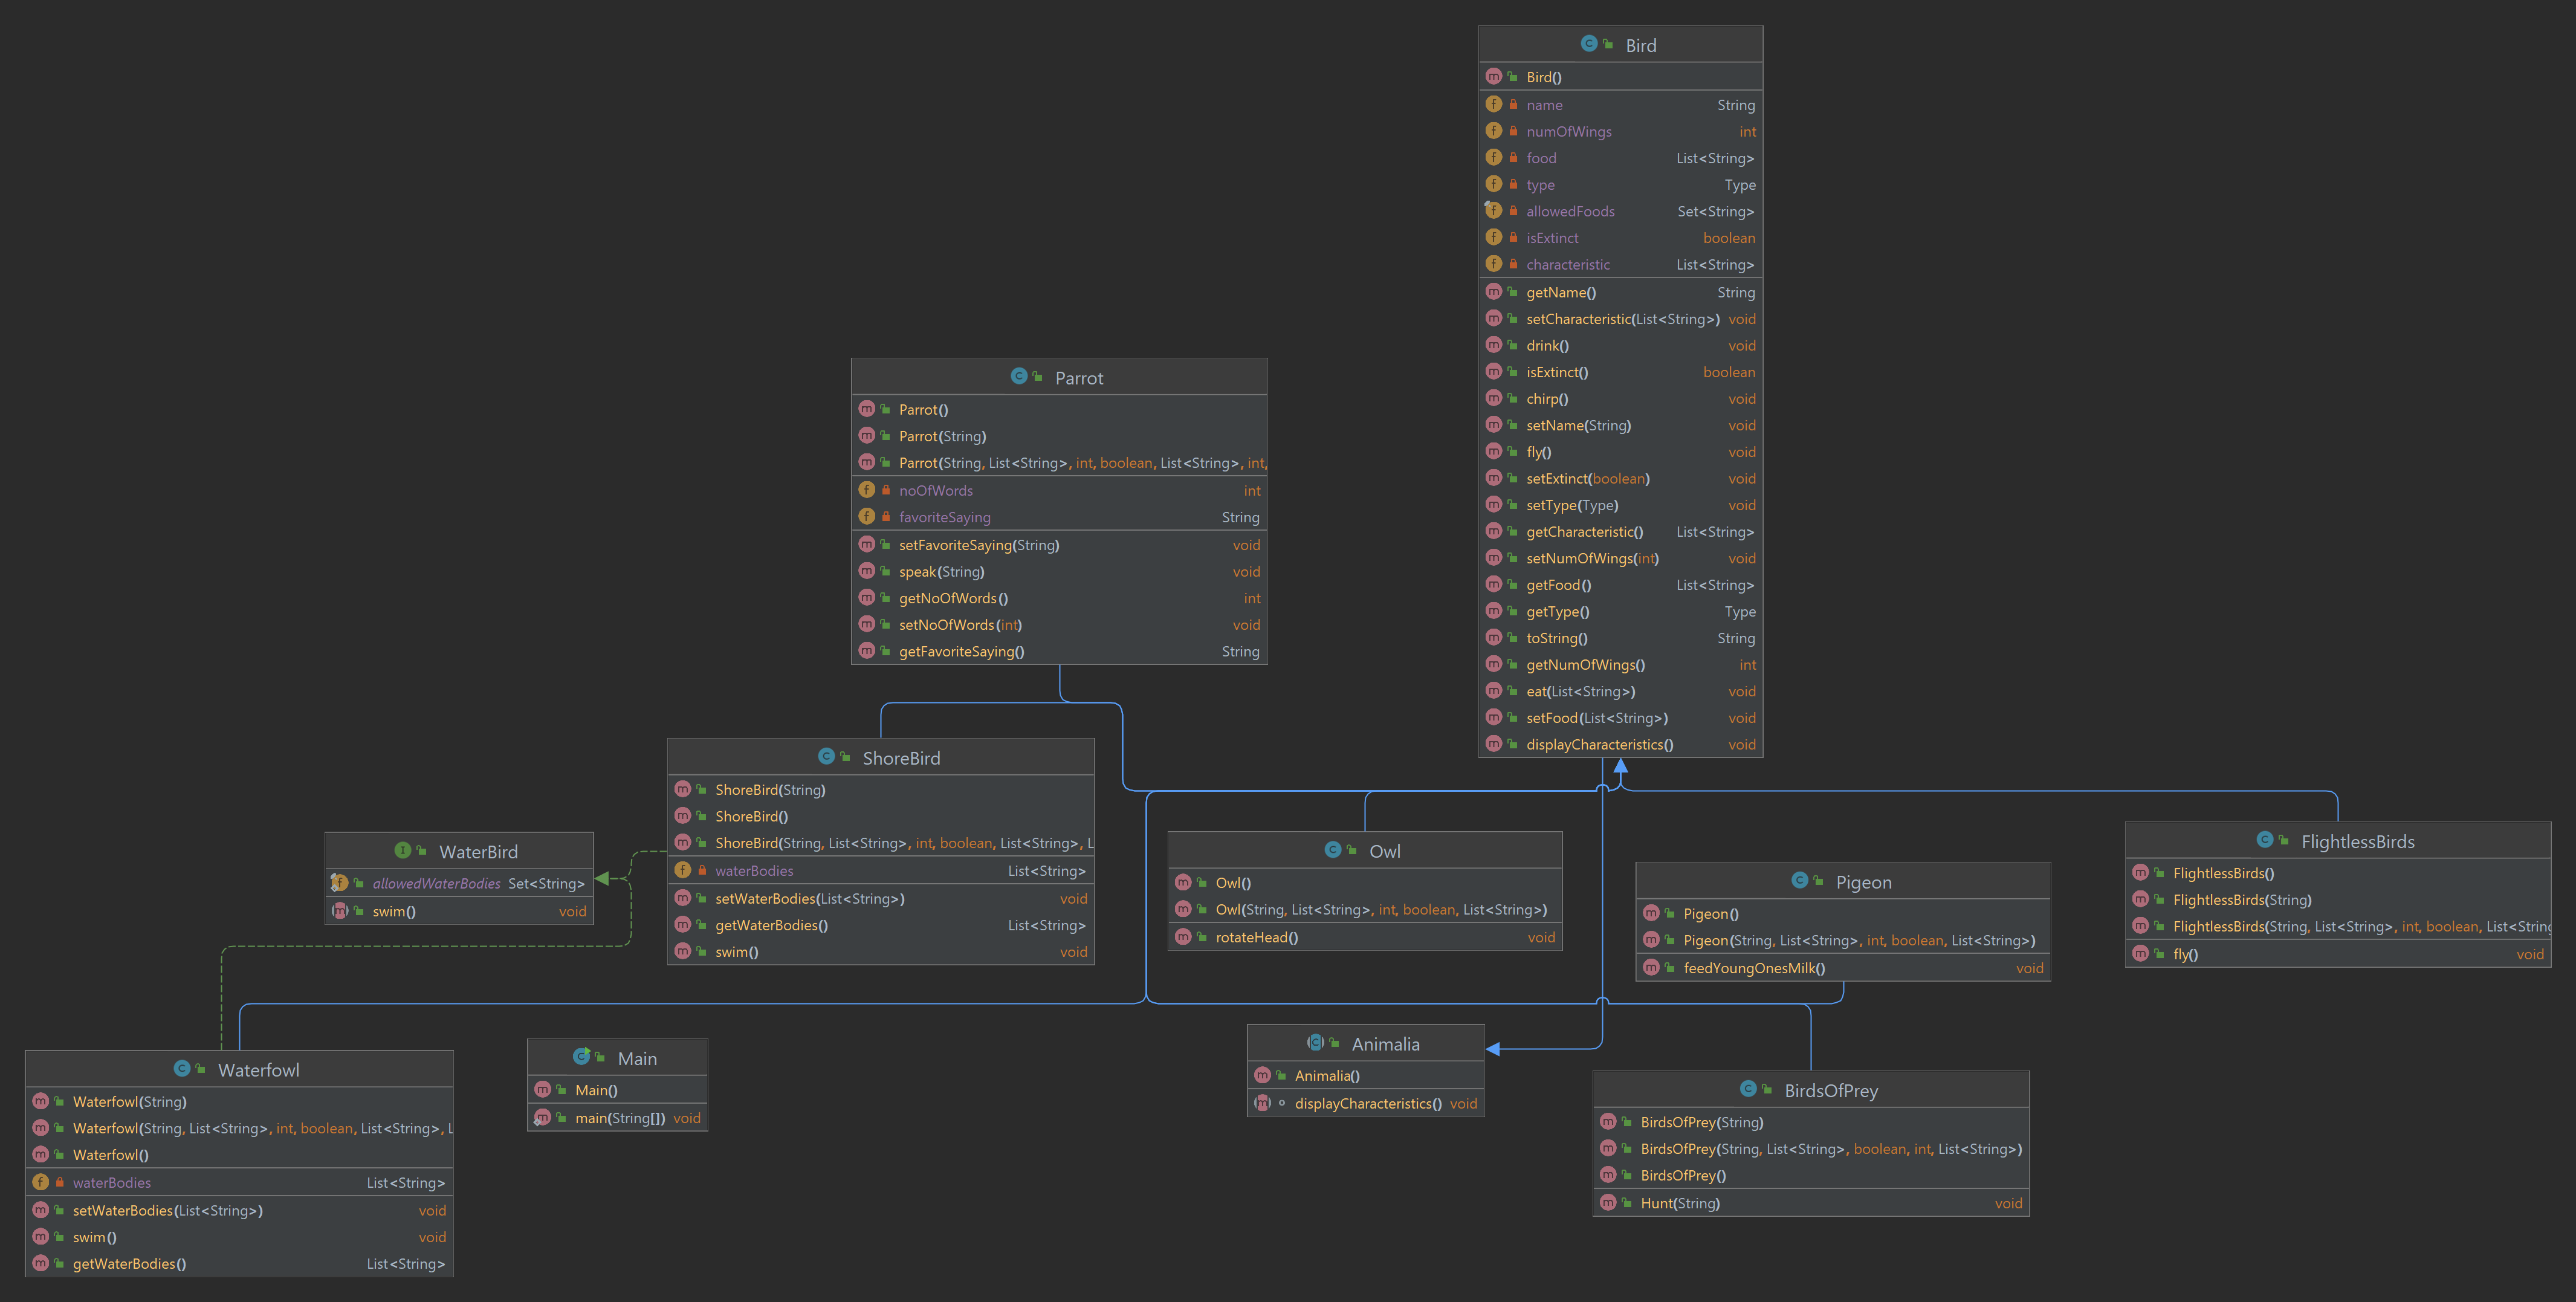 Bird
Bird()
name String
numOfWings int
food List<String>
type Type
allowedFoods Set<String>
isExtinct boolean
characteristic List<String>
getName() String
setCharacteristic(List<String>) void
drink() void
isExtinct() boolean
chirp() void
setName(String) void
fly() void
setExtinct(boolean) void
setType(Type) void
getCharacteristic() List<String>
setNumOfWings(int) void
getFood() List<String>
getType() Type
toString() String
getNumOfWings() int
eat(List<String>) void
setFood(List<String>) void
displayCharacteristics() void
Parrot
Parrot()
Parrot(String)
Parrot(String, List<String>, int, boolean, List<String>, int,
noOfWords int
favoriteSaying String
setFavoriteSaying(String) void
speak(String) void
getNoOfWords() int
setNoOfWords(int) void
getFavoriteSaying() String
ShoreBird
ShoreBird(String)
ShoreBird()
ShoreBird(String, List<String>, int, boolean, List<String>, L
waterBodies List<String>
setWaterBodies(List<String>) void
getWaterBodies() List<String>
swim() void
WaterBird
allowedWaterBodies Set<String>
swim() void
Owl
Owl()
Owl(String, List<String>, int, boolean, List<String>)
rotateHead() void
Pigeon
Pigeon()
Pigeon(String, List<String>, int, boolean, List<String>)
feedYoungOnesMilk() void
FlightlessBirds
FlightlessBirds()
FlightlessBirds(String)
FlightlessBirds(String, List<String>, int, boolean, List<String
fly() void
Waterfowl
Waterfowl(String)
Waterfowl(String, List<String>, int, boolean, List<String>, L
Waterfowl()
waterBodies List<String>
setWaterBodies(List<String>) void
swim() void
getWaterBodies() List<String>
Main
Main()
main(String[]) void
Animalia
Animalia()
displayCharacteristics() void
BirdsOfPrey
BirdsOfPrey(String)
BirdsOfPrey(String, List<String>, boolean, int, List<String>)
BirdsOfPrey()
Hunt(String) void